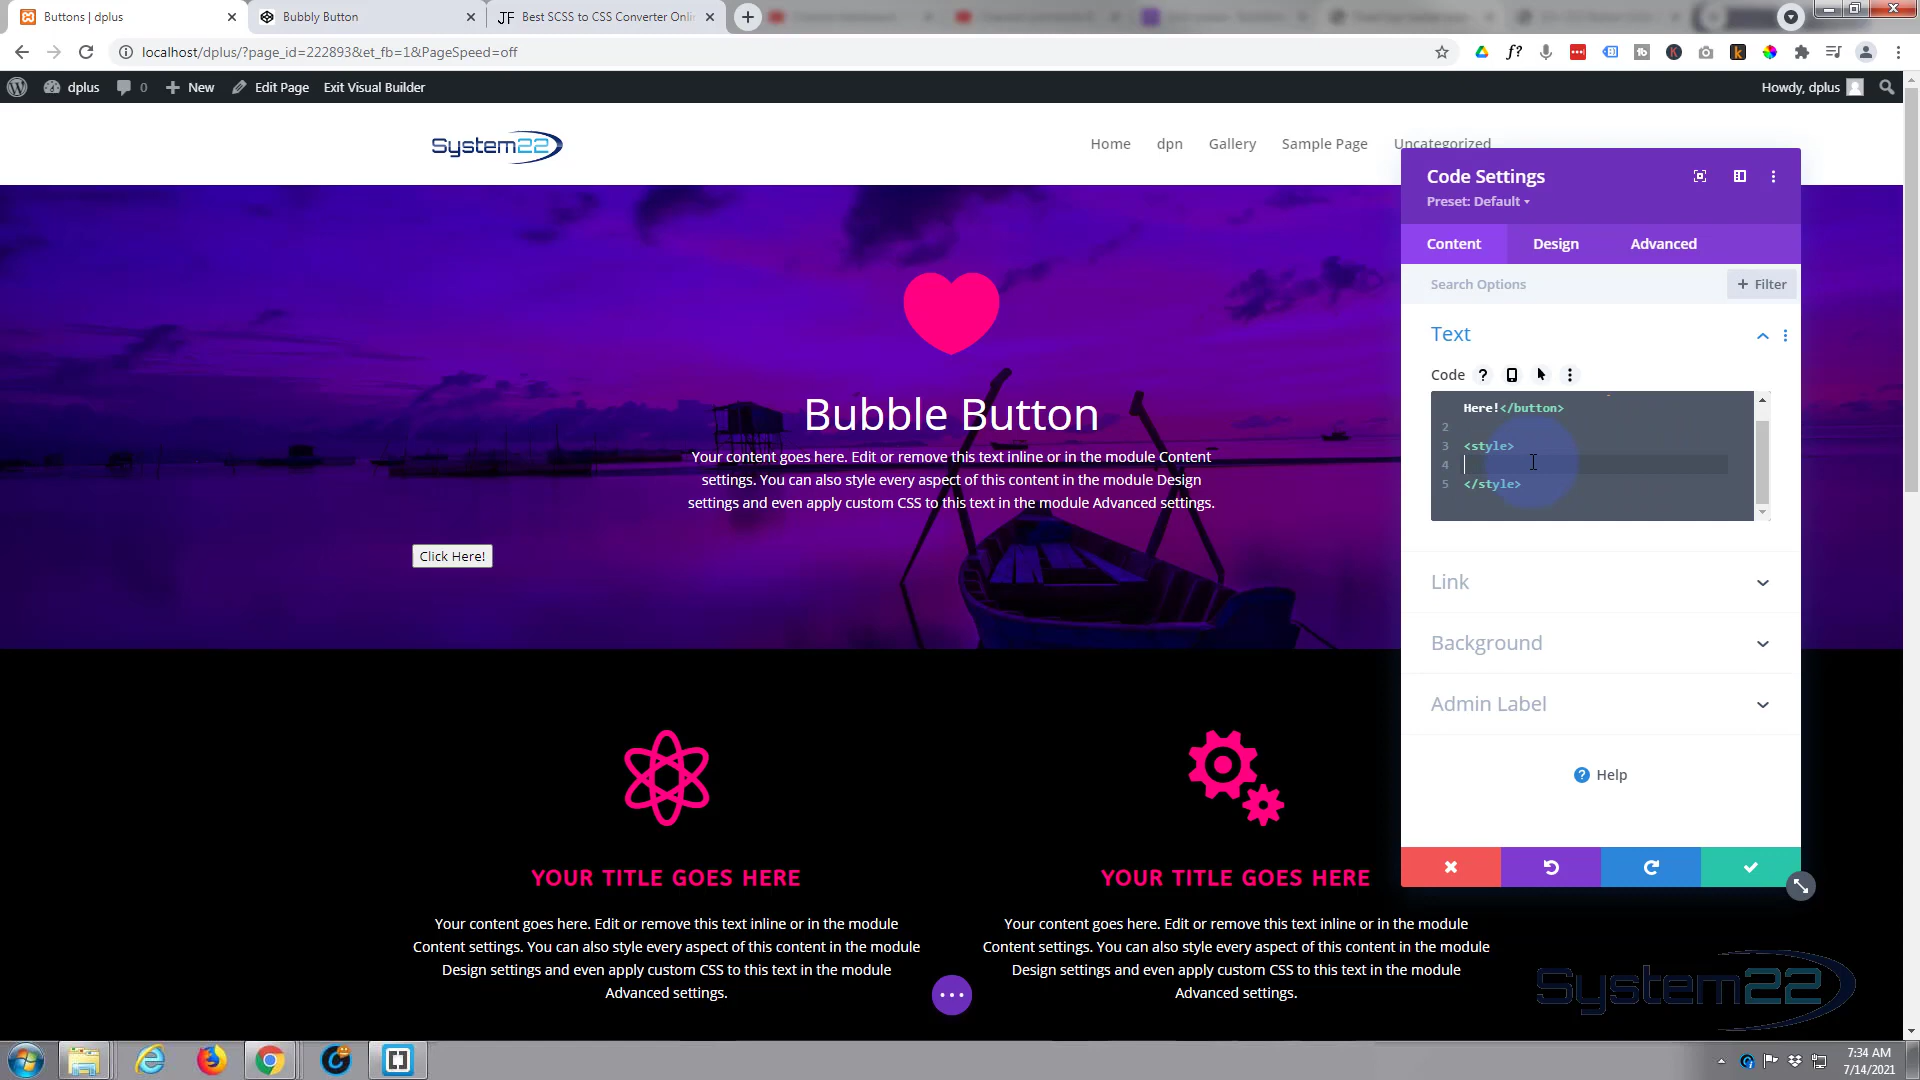 Buttons | dplus
Bubbly Button
JF Best SCSS to CSS Converter Onli
localhost/dplus/?page_id=222893&et_fb=1&PageSpeed=off
dplus
0
New
Edit Page
Exit Visual Builder
Howdy, dplus
System22
Home
dpn
Gallery
Sample Page
Uncategorized
Code Settings
Preset: Default
Content
Design
Advanced
Search Options
+ Filter
Text
Code
Here!</button>
2
3 <style>
4
5 </style>
Link
Background
Admin Label
Help
Bubble Button
Your content goes here. Edit or remove this text inline or in the module Content
settings. You can also style every aspect of this content in the module Design
settings and even apply custom CSS to this text in the module Advanced settings.
Click Here!
YOUR TITLE GOES HERE
Your content goes here. Edit or remove this text inline or in the module
Content settings. You can also style every aspect of this content in the module
Design settings and even apply custom CSS to this text in the module
Advanced settings.
YOUR TITLE GOES HERE
Your content goes here. Edit or remove this text inline or in the module
Content settings. You can also style every aspect of this content in the module
Design settings and even apply custom CSS to this text in the module
Advanced settings.
System22
7:34 AM
7/14/2021